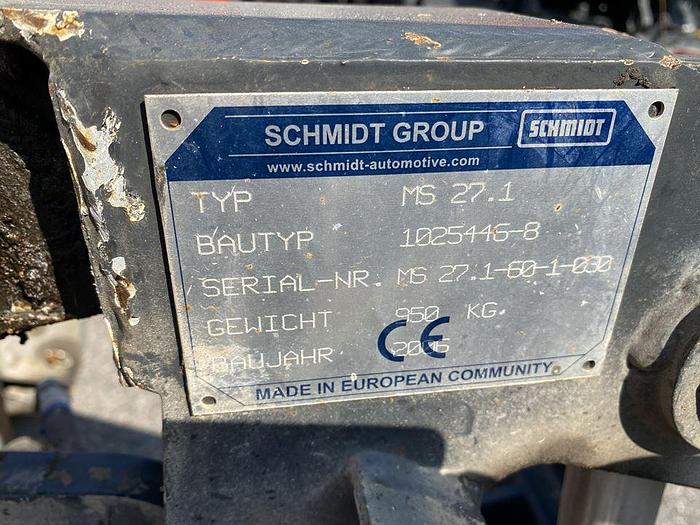 SCHMIDT GROUP SCHMIDT
www.schmidt-automotive.com
TYP MS 27.1
BAUTYP 1025446-8
SERIAL-NR. MS 27.1-60-1-030
GEWICHT 950 KG.
BAUJAHR 2006
CE
MADE IN EUROPEAN COMMUNITY